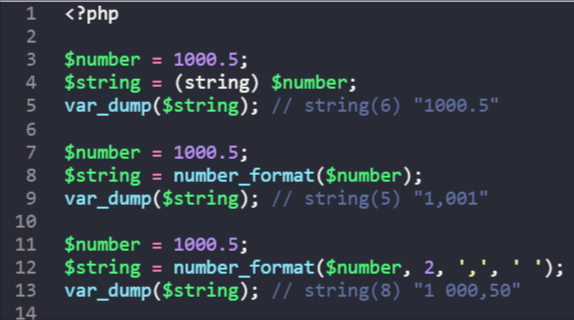 1 <?php
2
3 $number = 1000.5;
4 $string = (string) $number;
5 var_dump($string); // string(6) "1000.5"
6
7 $number = 1000.5;
8 $string = number_format($number);
9 var_dump($string); // string(5) "1,001"
10
11 $number = 1000.5;
12 $string = number_format($number, 2, ',', ' ');
13 var_dump($string); // string(8) "1 000,50"
14